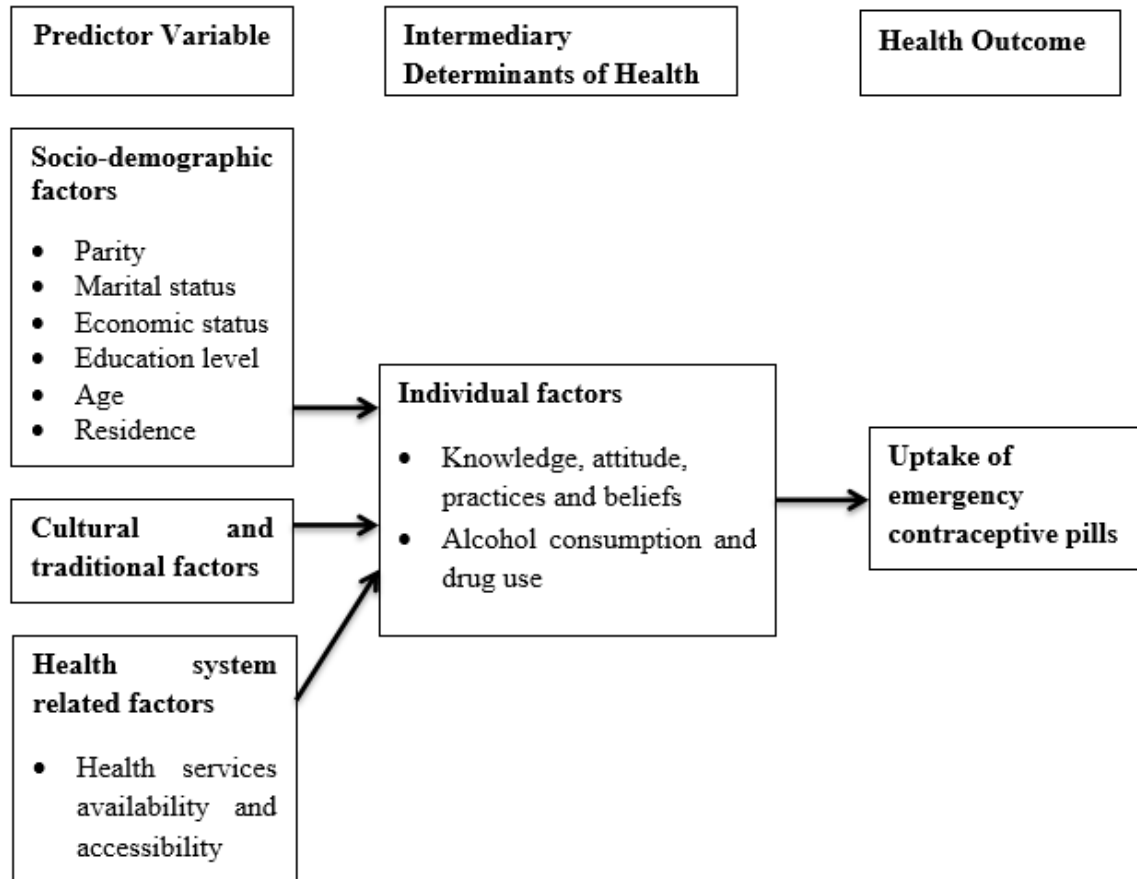 Predictor Variable
Intermediary
Determinants of Health
Health Outcome
Socio-demographic
factors
• Parity
• Marital status
• Economic status
• Education level
• Age
• Residence
Cultural and
traditional factors
Health system
related factors
• Health services
availability and
accessibility
Individual factors
• Knowledge, attitude,
practices and beliefs
• Alcohol consumption and
drug use
Uptake of
emergency
contraceptive pills